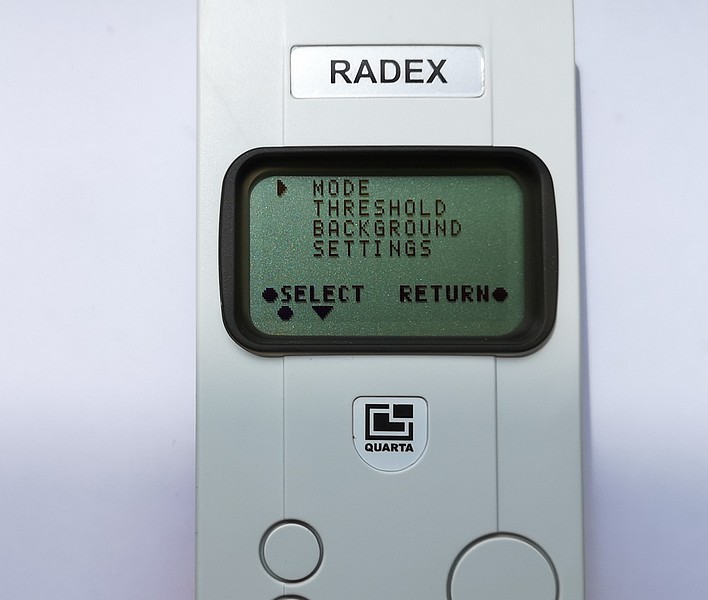 RADEX
MODE
THRESHOLD
BACKGROUND
SETTINGS
SELECT RETURN
QUARTA